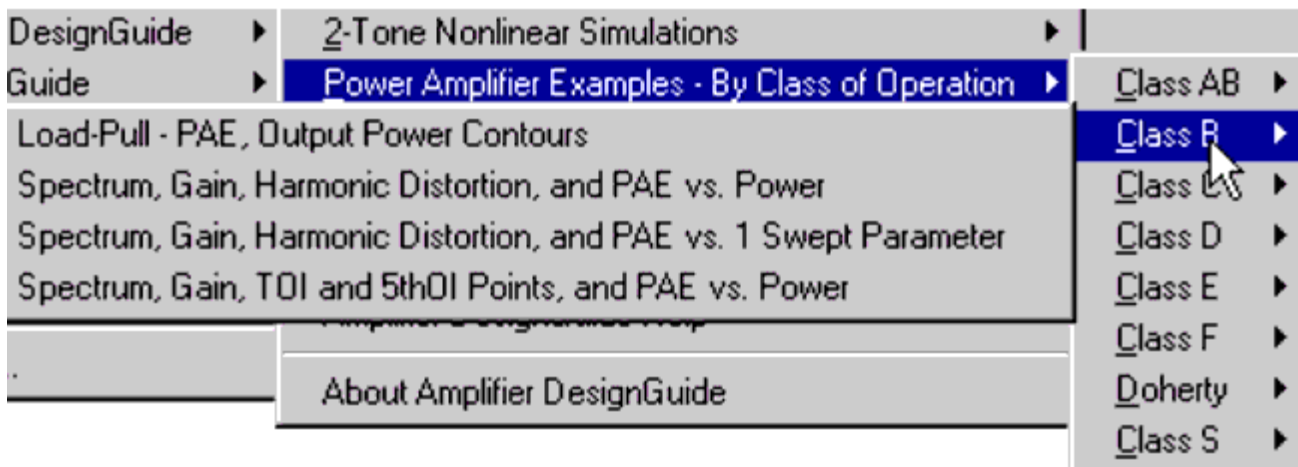 DesignGuide
Guide
2-Tone Nonlinear Simulations
Power Amplifier Examples - By Class of Operation
Load-Pull - PAE, Output Power Contours
Spectrum, Gain, Harmonic Distortion, and PAE vs. Power
Spectrum, Gain, Harmonic Distortion, and PAE vs. 1 Swept Parameter
Spectrum, Gain, TOI and 5thOI Points, and PAE vs. Power
..
About Amplifier DesignGuide
Class AB
Class B
Class C
Class D
Class E
Class F
Doherty
Class S